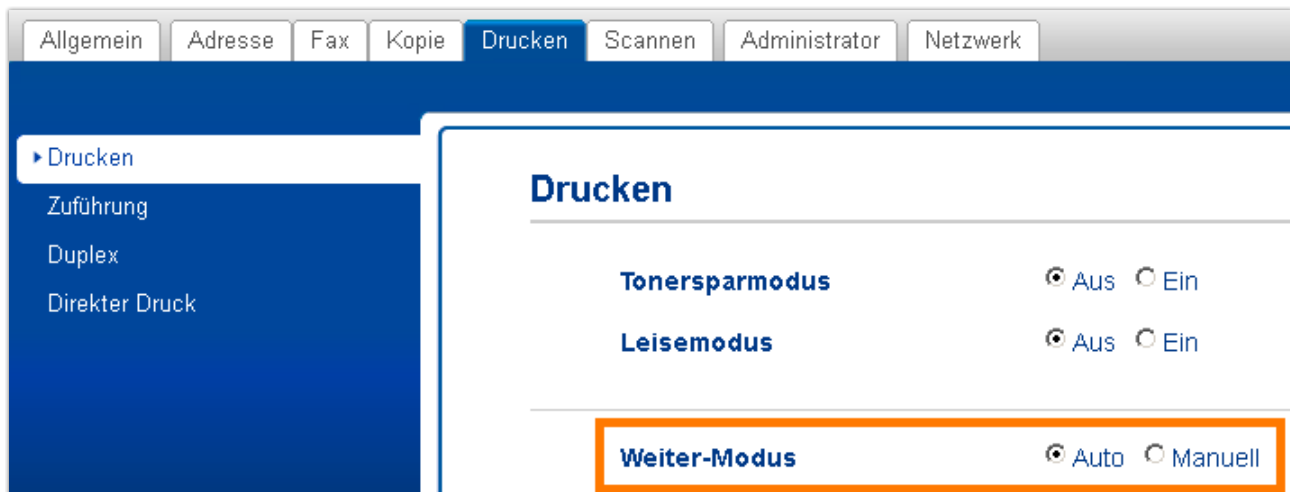 Allgemein Adresse Fax Kopie Drucken Scannen Administrator Netzwerk
Drucken
Zuführung
Duplex
Direkter Druck
Drucken
Tonersparmodus Aus Ein
Leisemodus Aus Ein
Weiter-Modus Auto Manuell